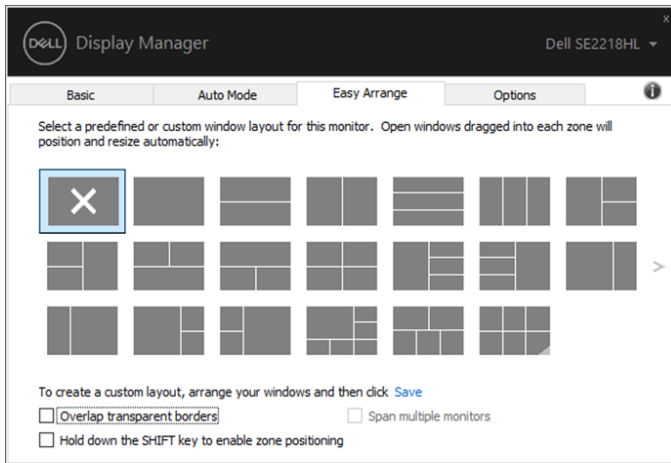 x
DELL Display Manager Dell SE2218HL
Basic Auto Mode Easy Arrange Options i
Select a predefined or custom window layout for this monitor. Open windows dragged into each zone will
position and resize automatically:
>
To create a custom layout, arrange your windows and then click Save
Overlap transparent borders Span multiple monitors
Hold down the SHIFT key to enable zone positioning